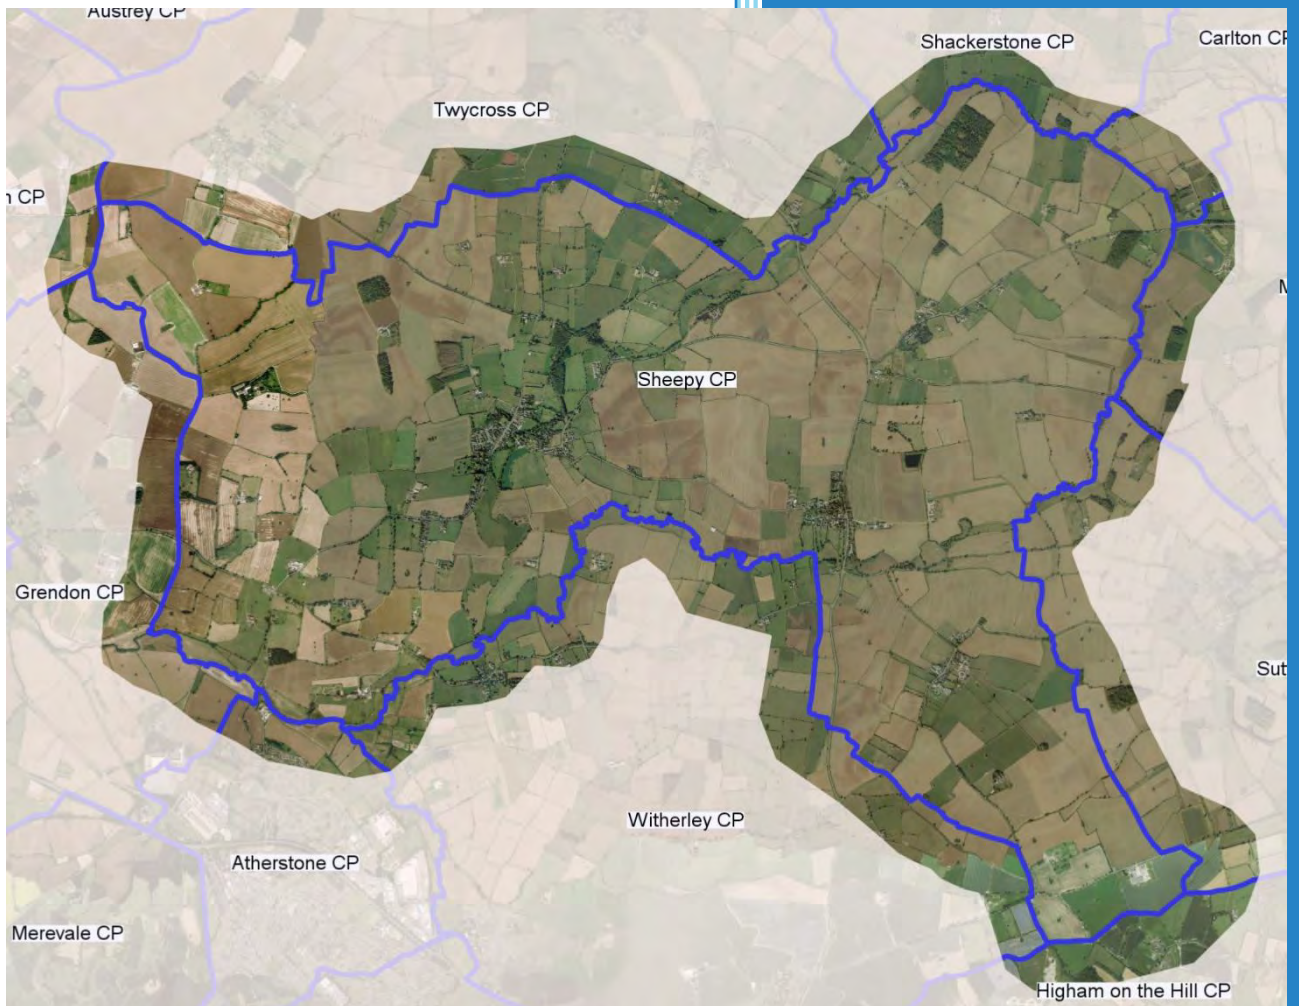 Austrey CP
Shackerstone CP
Carlton CP
Twycross CP
n CP
Sheepy CP
Grendon CP
Sut
Witherley CP
Atherstone CP
Merevale CP
Higham on the Hill CP